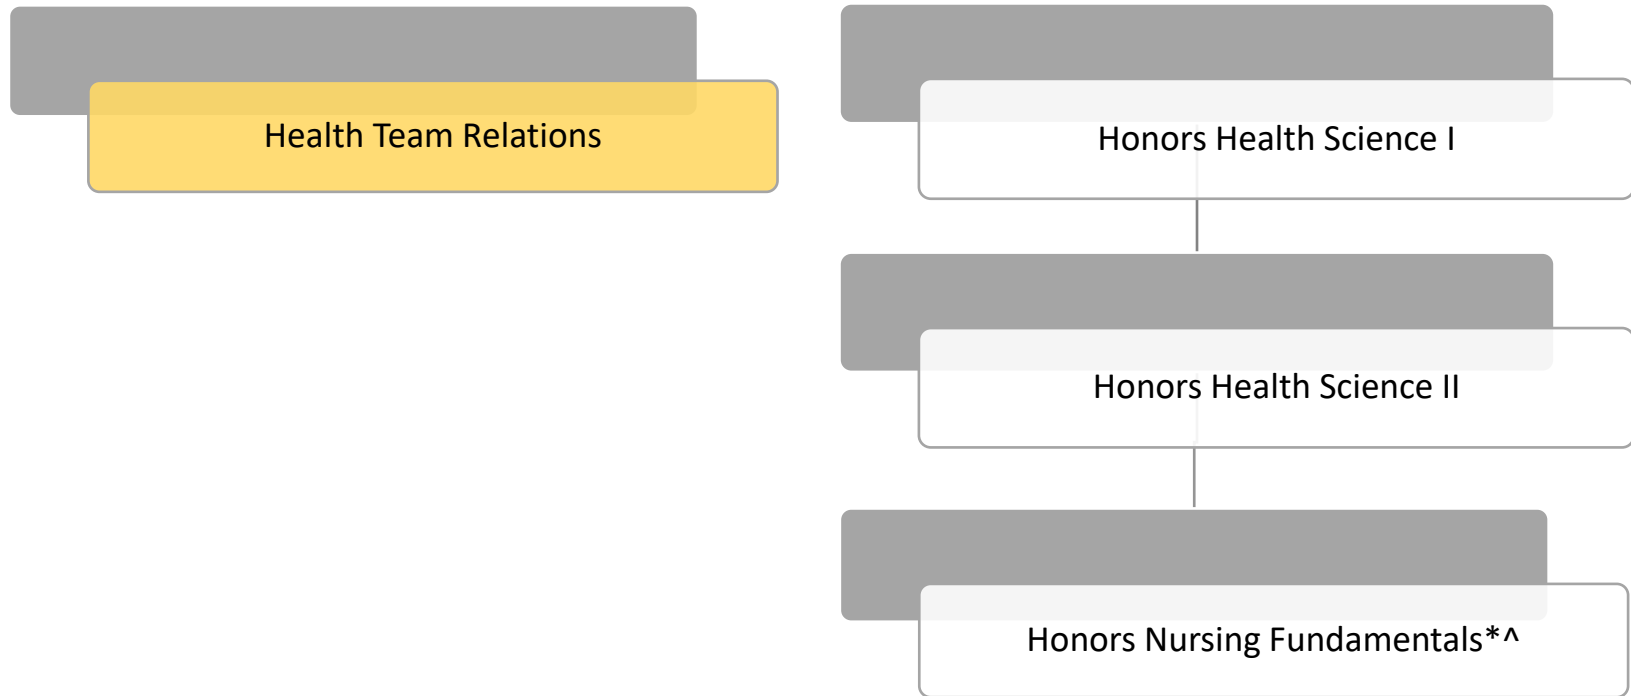 Health Team Relations
Honors Health Science I
Honors Health Science II
Honors Nursing Fundamentals*^